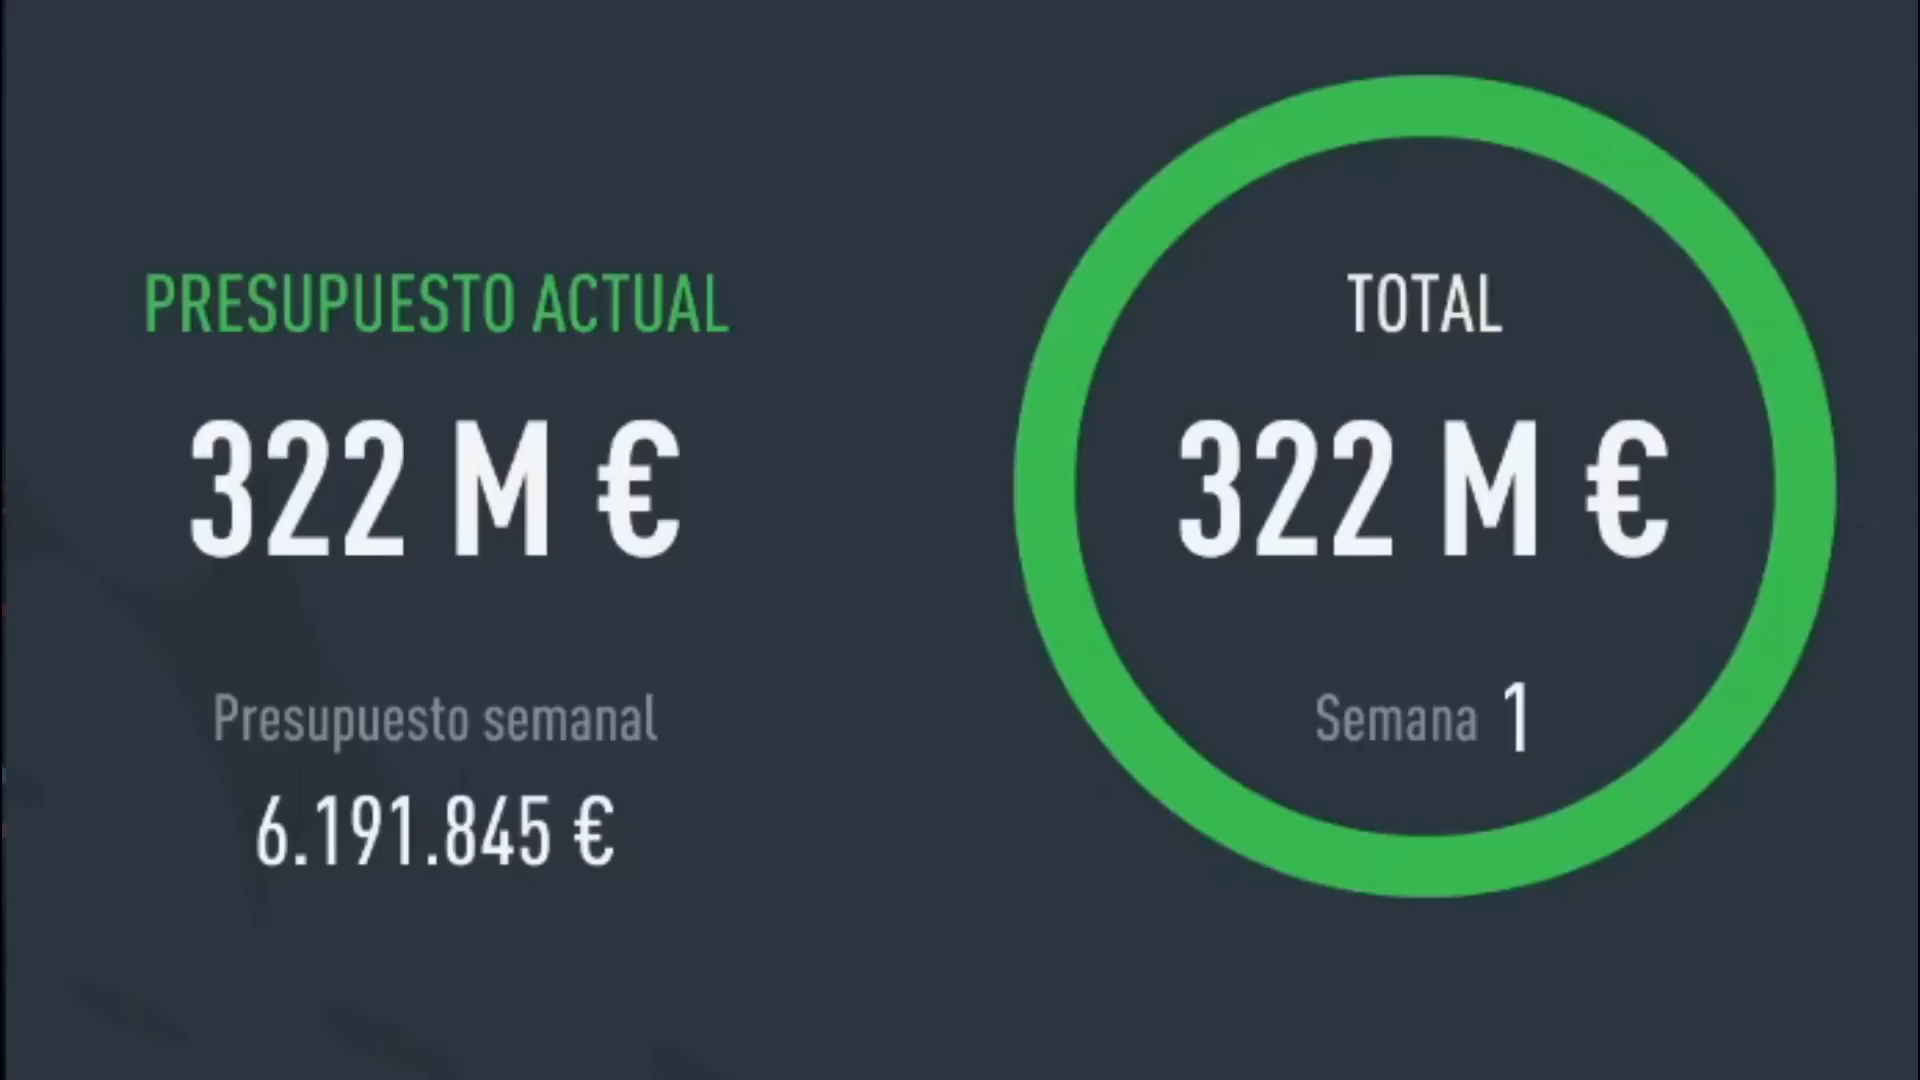 PRESUPUESTO ACTUAL
322 M €
Presupuesto semanal
6.191.845 €
TOTAL
322 M €
Semana 1